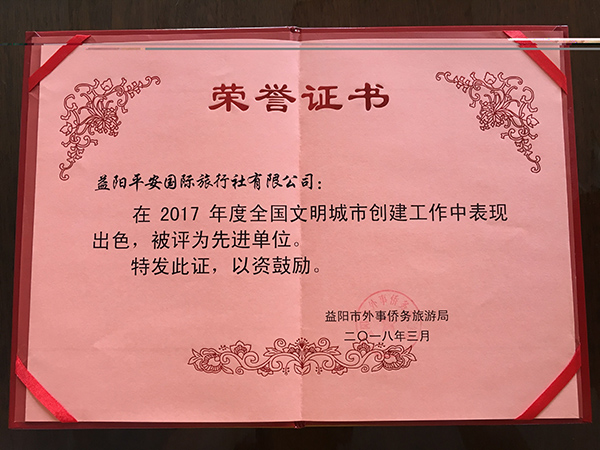 荣誉证书
益阳平安国际旅行社有限公司：
在 2017 年度全国文明城市创建工作中表现
出色，被评为先进单位。
特发此证，以资鼓励。
益阳市外事侨务旅游局
二〇一八年三月